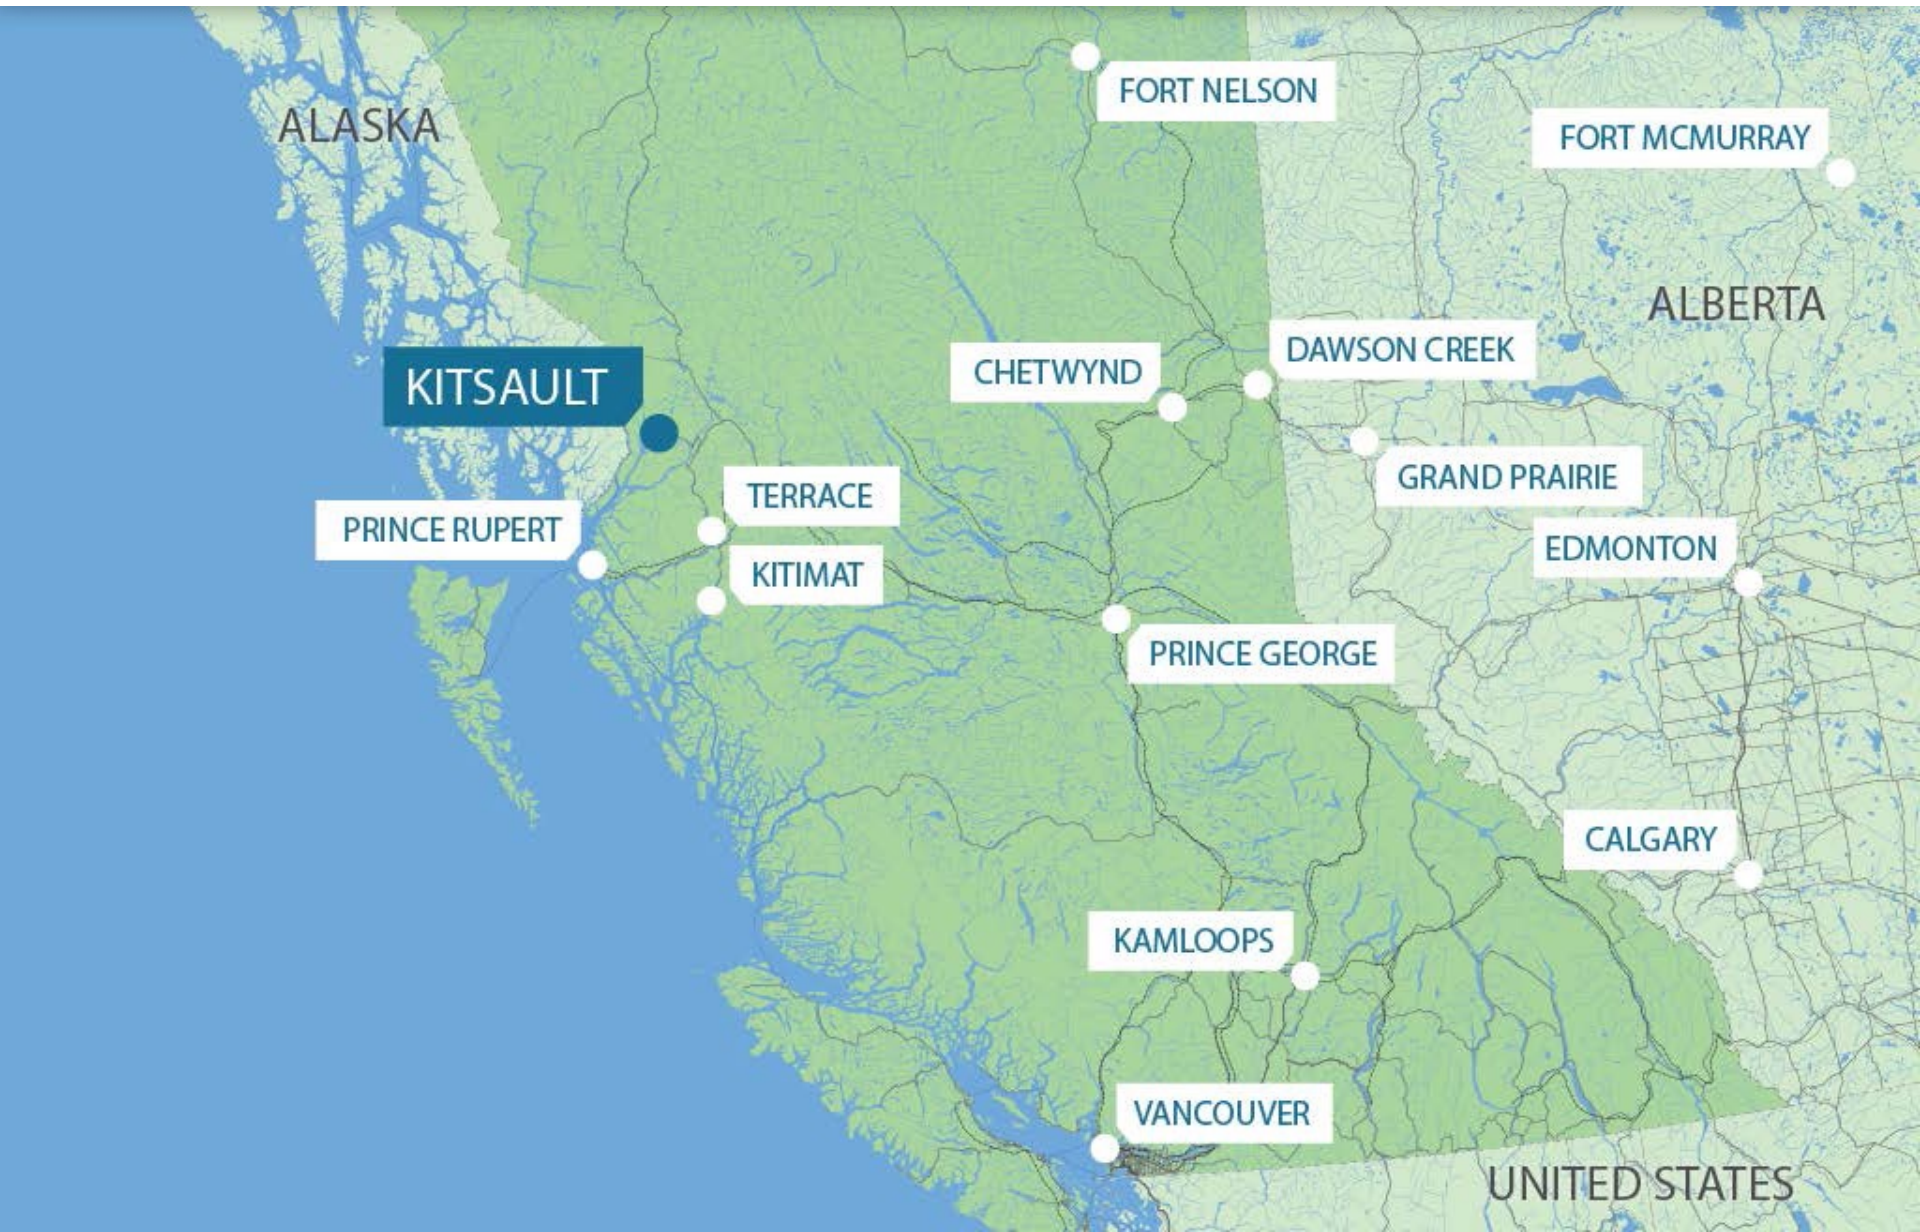 FORT NELSON
ALASKA
FORT MCMURRAY
ALBERTA
DAWSON CREEK
CHETWYND
KITSAULT
GRAND PRAIRIE
TERRACE
PRINCE RUPERT
EDMONTON
KITIMAT
PRINCE GEORGE
CALGARY
KAMLOOPS
VANCOUVER
UNITED STATES